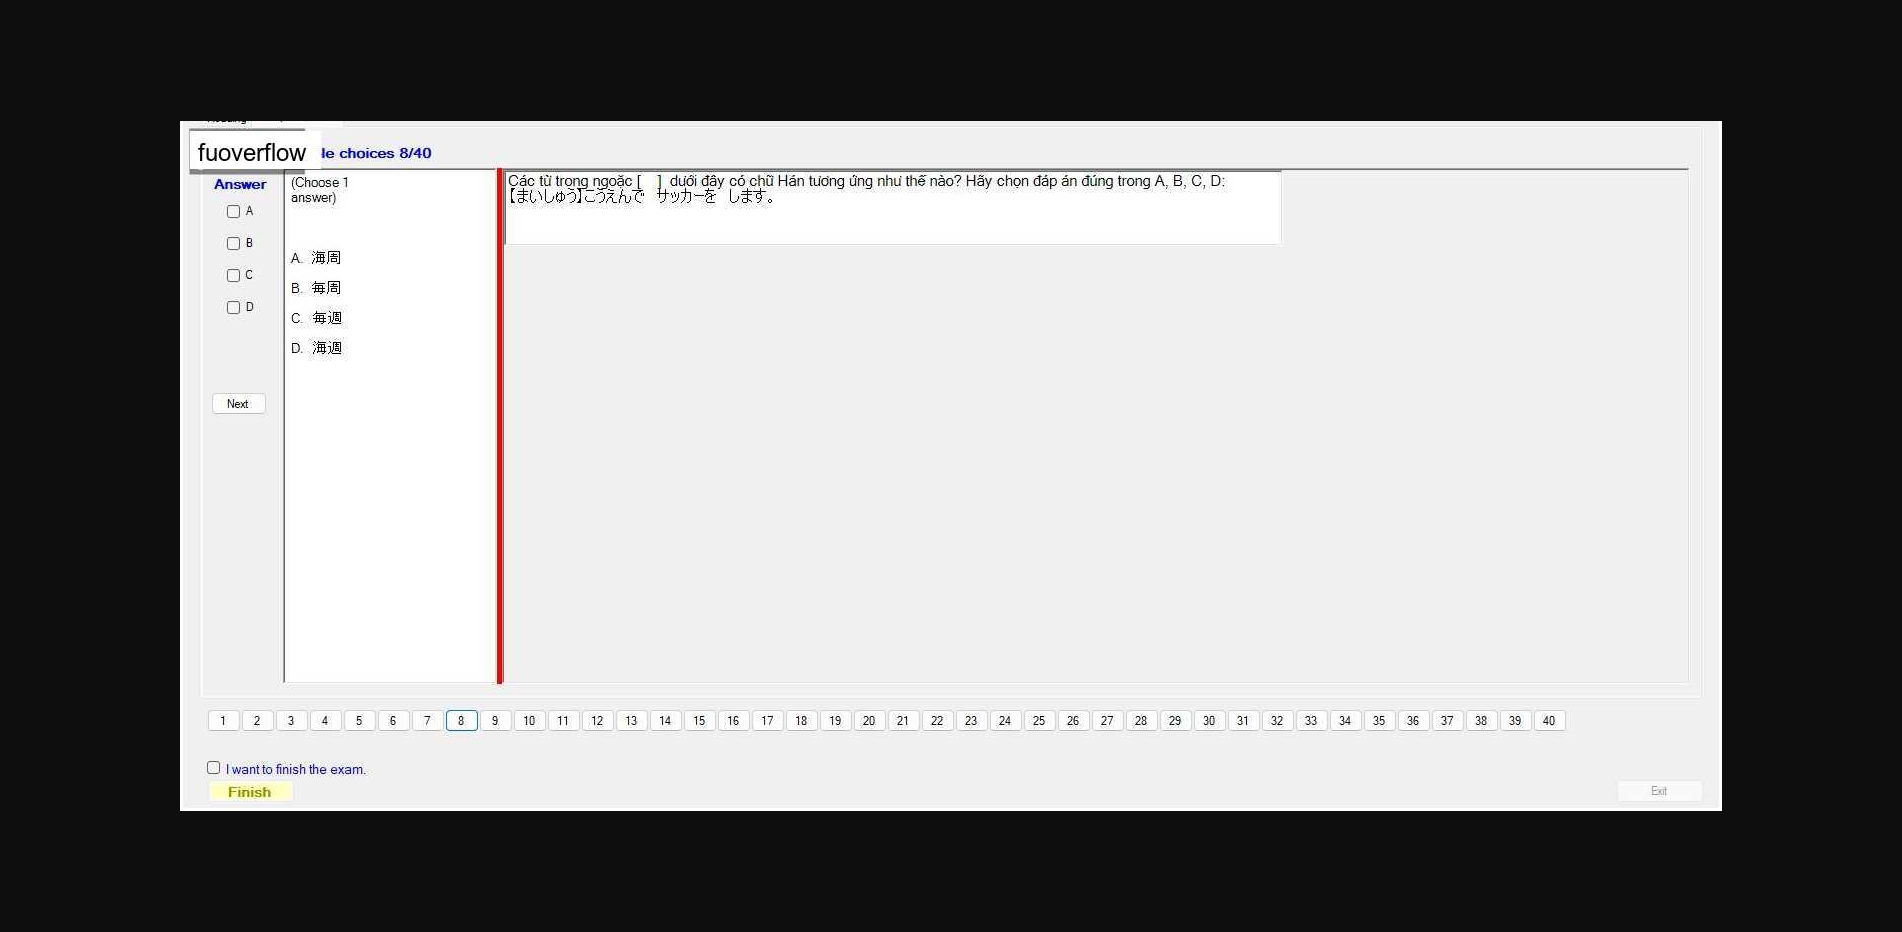 fuoverflow
le choices 8/40
Answer
A
B
C
D
Next
(Choose 1
answer)
A. 海周
B. 毎周
C. 毎週
D. 海週
Các từ trong ngoặc [ ] dưới đây có chữ Hán tương ứng như thế nào? Hãy chọn đáp án đúng trong A, B, C, D:
【まいしゅう】こうえんで サッカーを します。
1 2 3 4 5 6 7 8 9 10 11 12 13 14 15 16 17 18 19 20 21 22 23 24 25 26 27 28 29 30 31 32 33 34 35 36 37 38 39 40
I want to finish the exam.
Finish
Exit